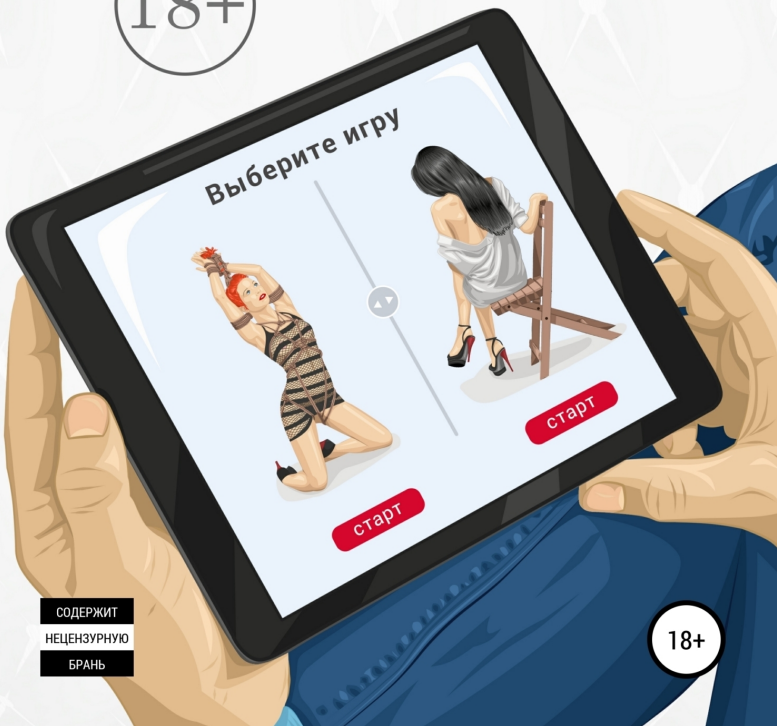 18+
Выберите игру
старт
старт
СОДЕРЖИТ
НЕЦЕНЗУРНУЮ
БРАНЬ
18+